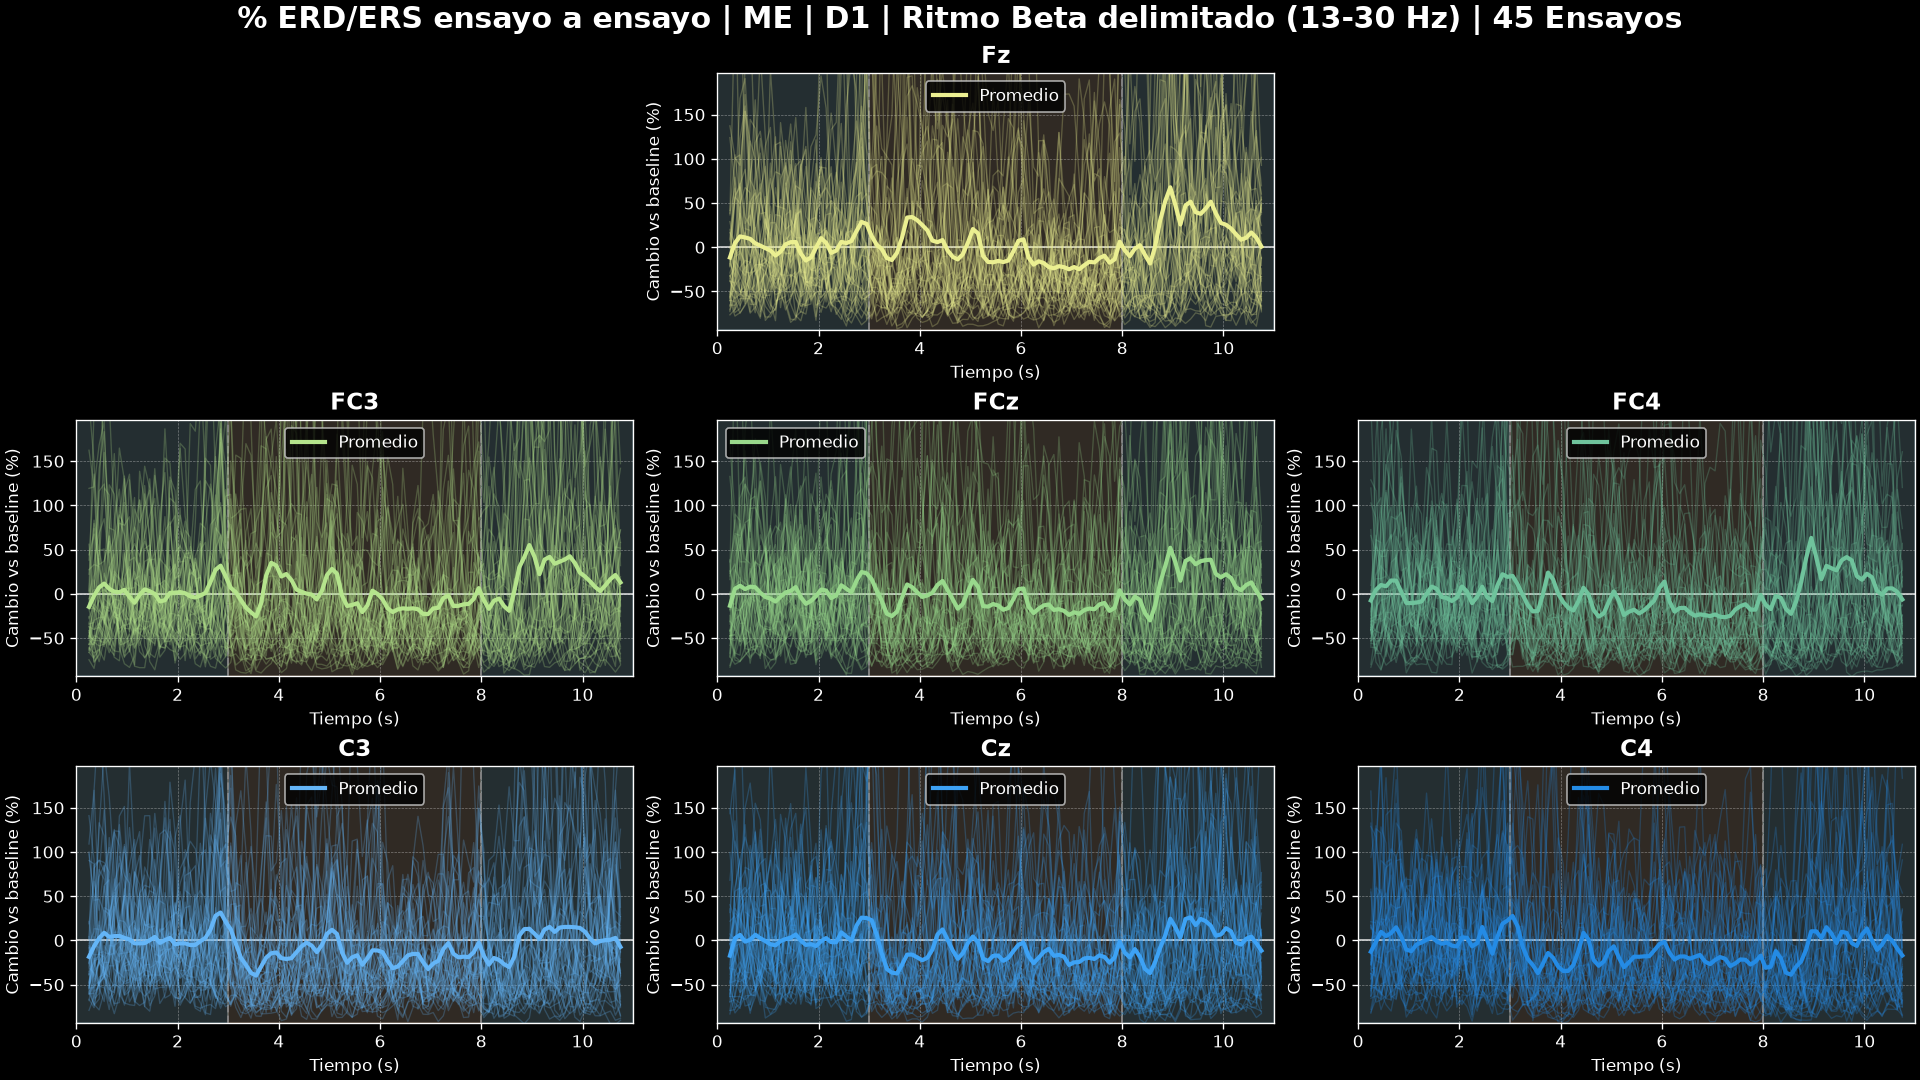 % ERD/ERS ensayo a ensayo | ME | D1 | Ritmo Beta delimitado (13-30 Hz) | 45 Ensayos
Fz
Promedio
Cambio vs baseline (%)
150
100
50
0
−50
0 2 4 6 8 10
Tiempo (s)
FC3
Promedio
Cambio vs baseline (%)
150
100
50
0
−50
0 2 4 6 8 10
Tiempo (s)
FCz
Promedio
Cambio vs baseline (%)
150
100
50
0
−50
0 2 4 6 8 10
Tiempo (s)
FC4
Promedio
Cambio vs baseline (%)
150
100
50
0
−50
0 2 4 6 8 10
Tiempo (s)
C3
Promedio
Cambio vs baseline (%)
150
100
50
0
−50
0 2 4 6 8 10
Tiempo (s)
Cz
Promedio
Cambio vs baseline (%)
150
100
50
0
−50
0 2 4 6 8 10
Tiempo (s)
C4
Promedio
Cambio vs baseline (%)
150
100
50
0
−50
0 2 4 6 8 10
Tiempo (s)